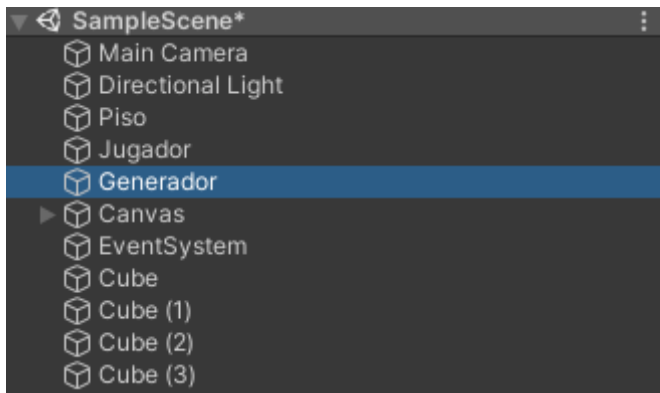 SampleScene*
Main Camera
Directional Light
Piso
Jugador
Generador
Canvas
EventSystem
Cube
Cube (1)
Cube (2)
Cube (3)